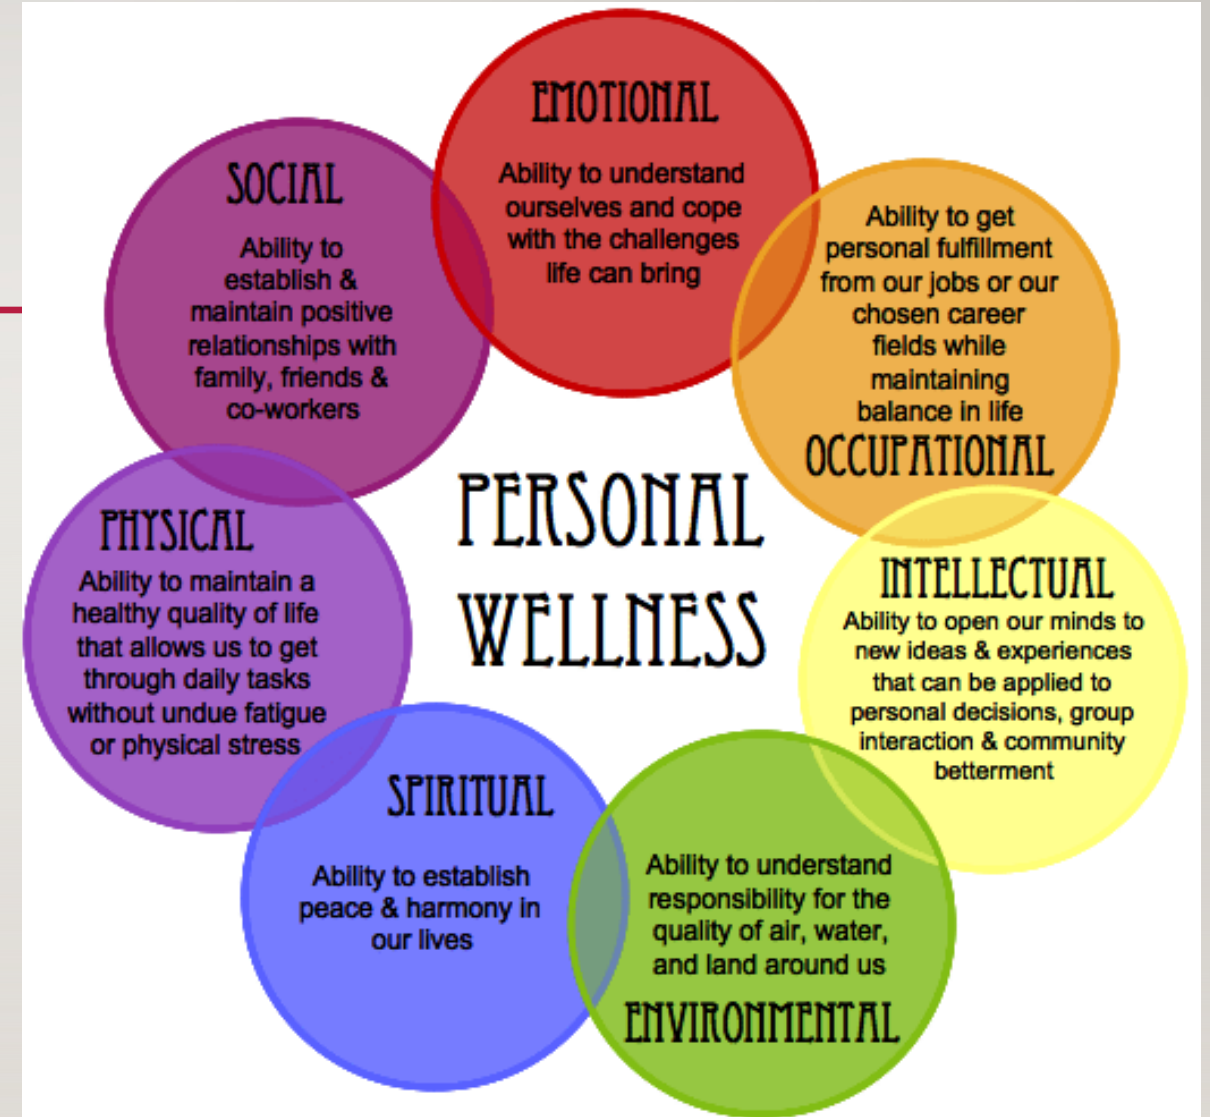 EMOTIONAL
Ability to understand
ourselves and cope
with the challenges
life can bring
SOCIAL
Ability to
establish &
maintain positive
relationships with
family, friends &
co-workers
Ability to get
personal fulfillment
from our jobs or our
chosen career
fields while
maintaining
balance in life
OCCUPATIONAL
PERSONAL
WELLNESS
PHYSICAL
Ability to maintain a
healthy quality of life
that allows us to get
through daily tasks
without undue fatigue
or physical stress
INTELLECTUAL
Ability to open our minds to
new ideas & experiences
that can be applied to
personal decisions, group
interaction & community
betterment
SPIRITUAL
Ability to establish
peace & harmony in
our lives
Ability to understand
responsibility for the
quality of air, water,
and land around us
ENVIRONMENTAL